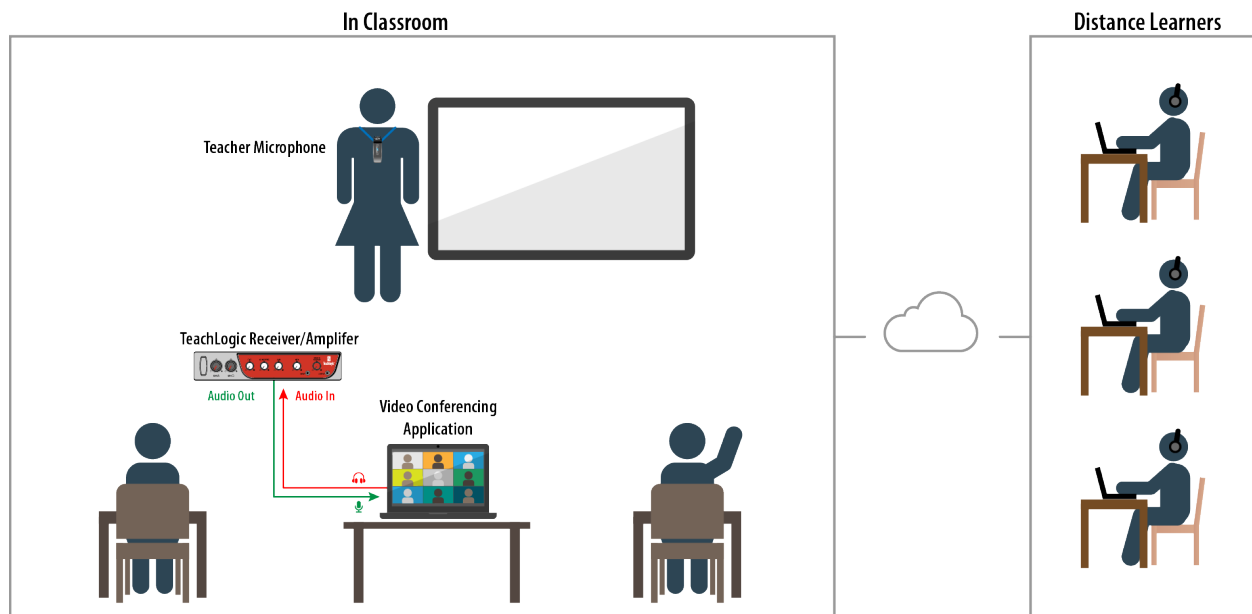 In Classroom
Distance Learners
Teacher Microphone
TeachLogic Receiver/Amplifer
Audio Out
Audio In
Video Conferencing
Application